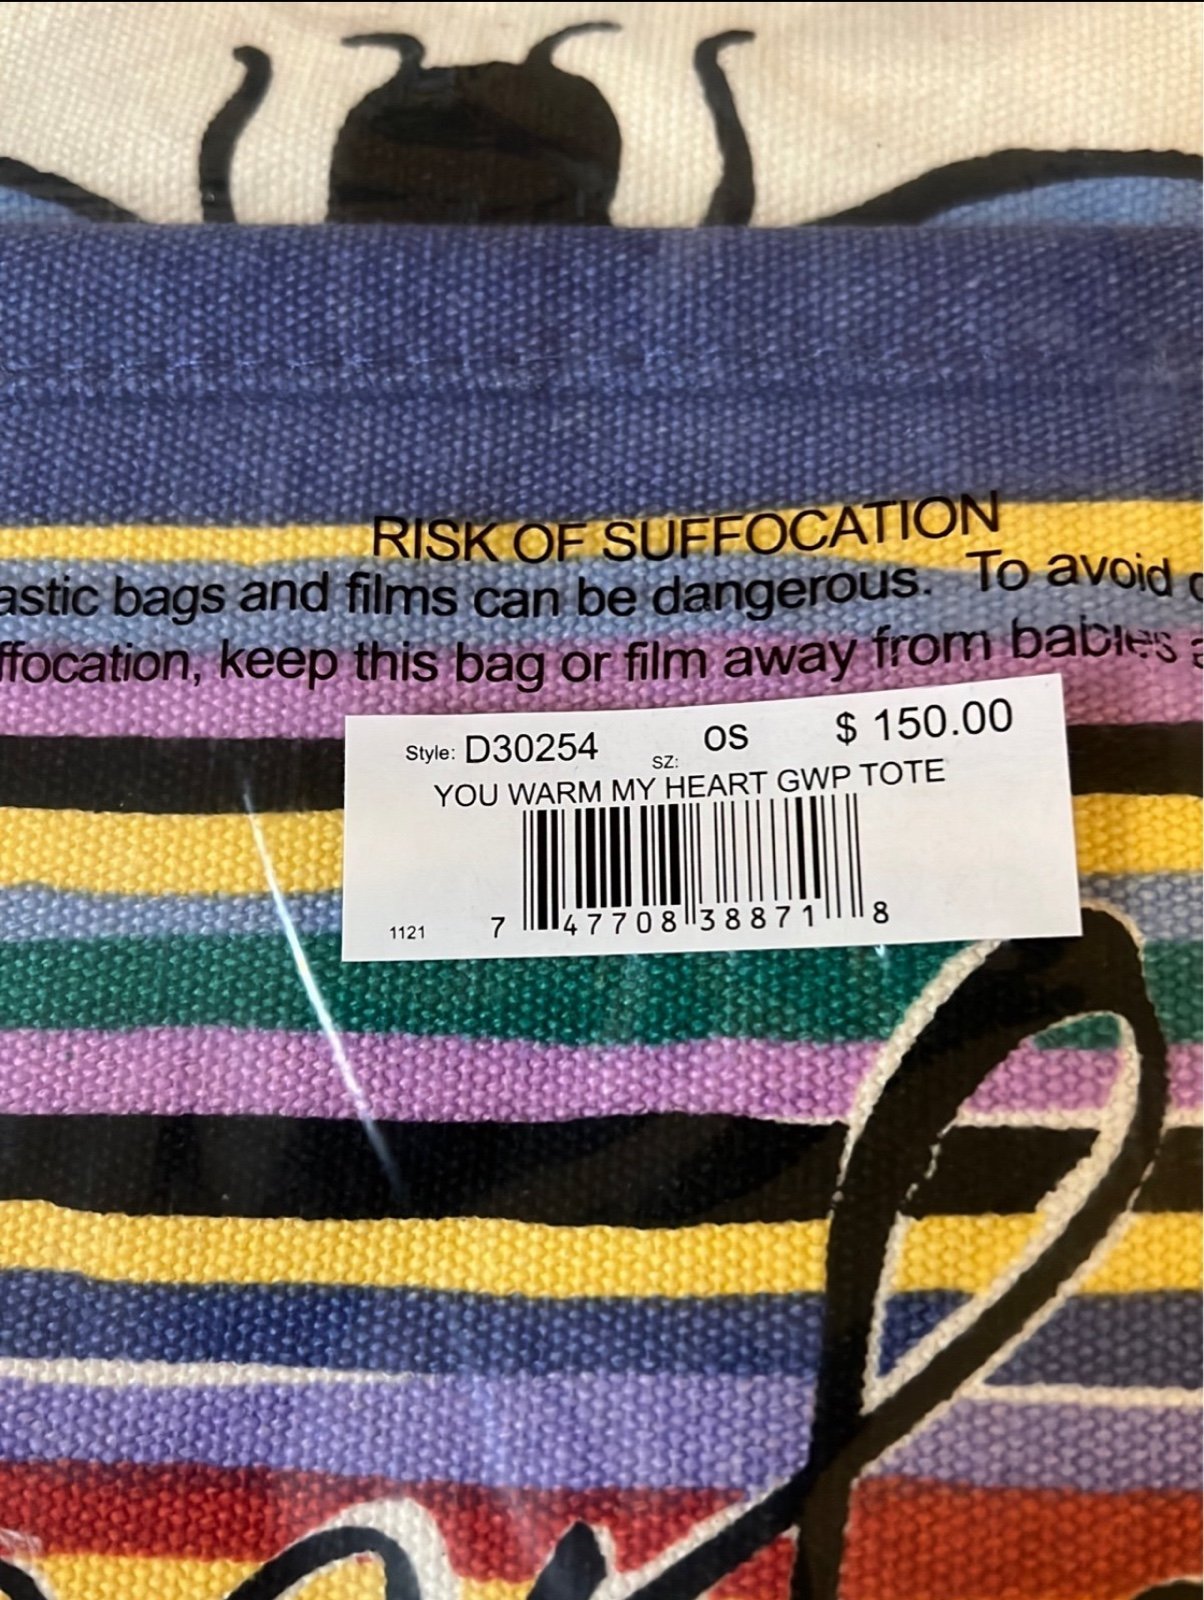 RISK OF SUFFOCATION
astic bags and films can be dangerous. To avoid
ffocation, keep this bag or film away from babies
Style: D30254 SZ: OS $ 150.00
YOU WARM MY HEART GWP TOTE
1121 7 47708 38871 8